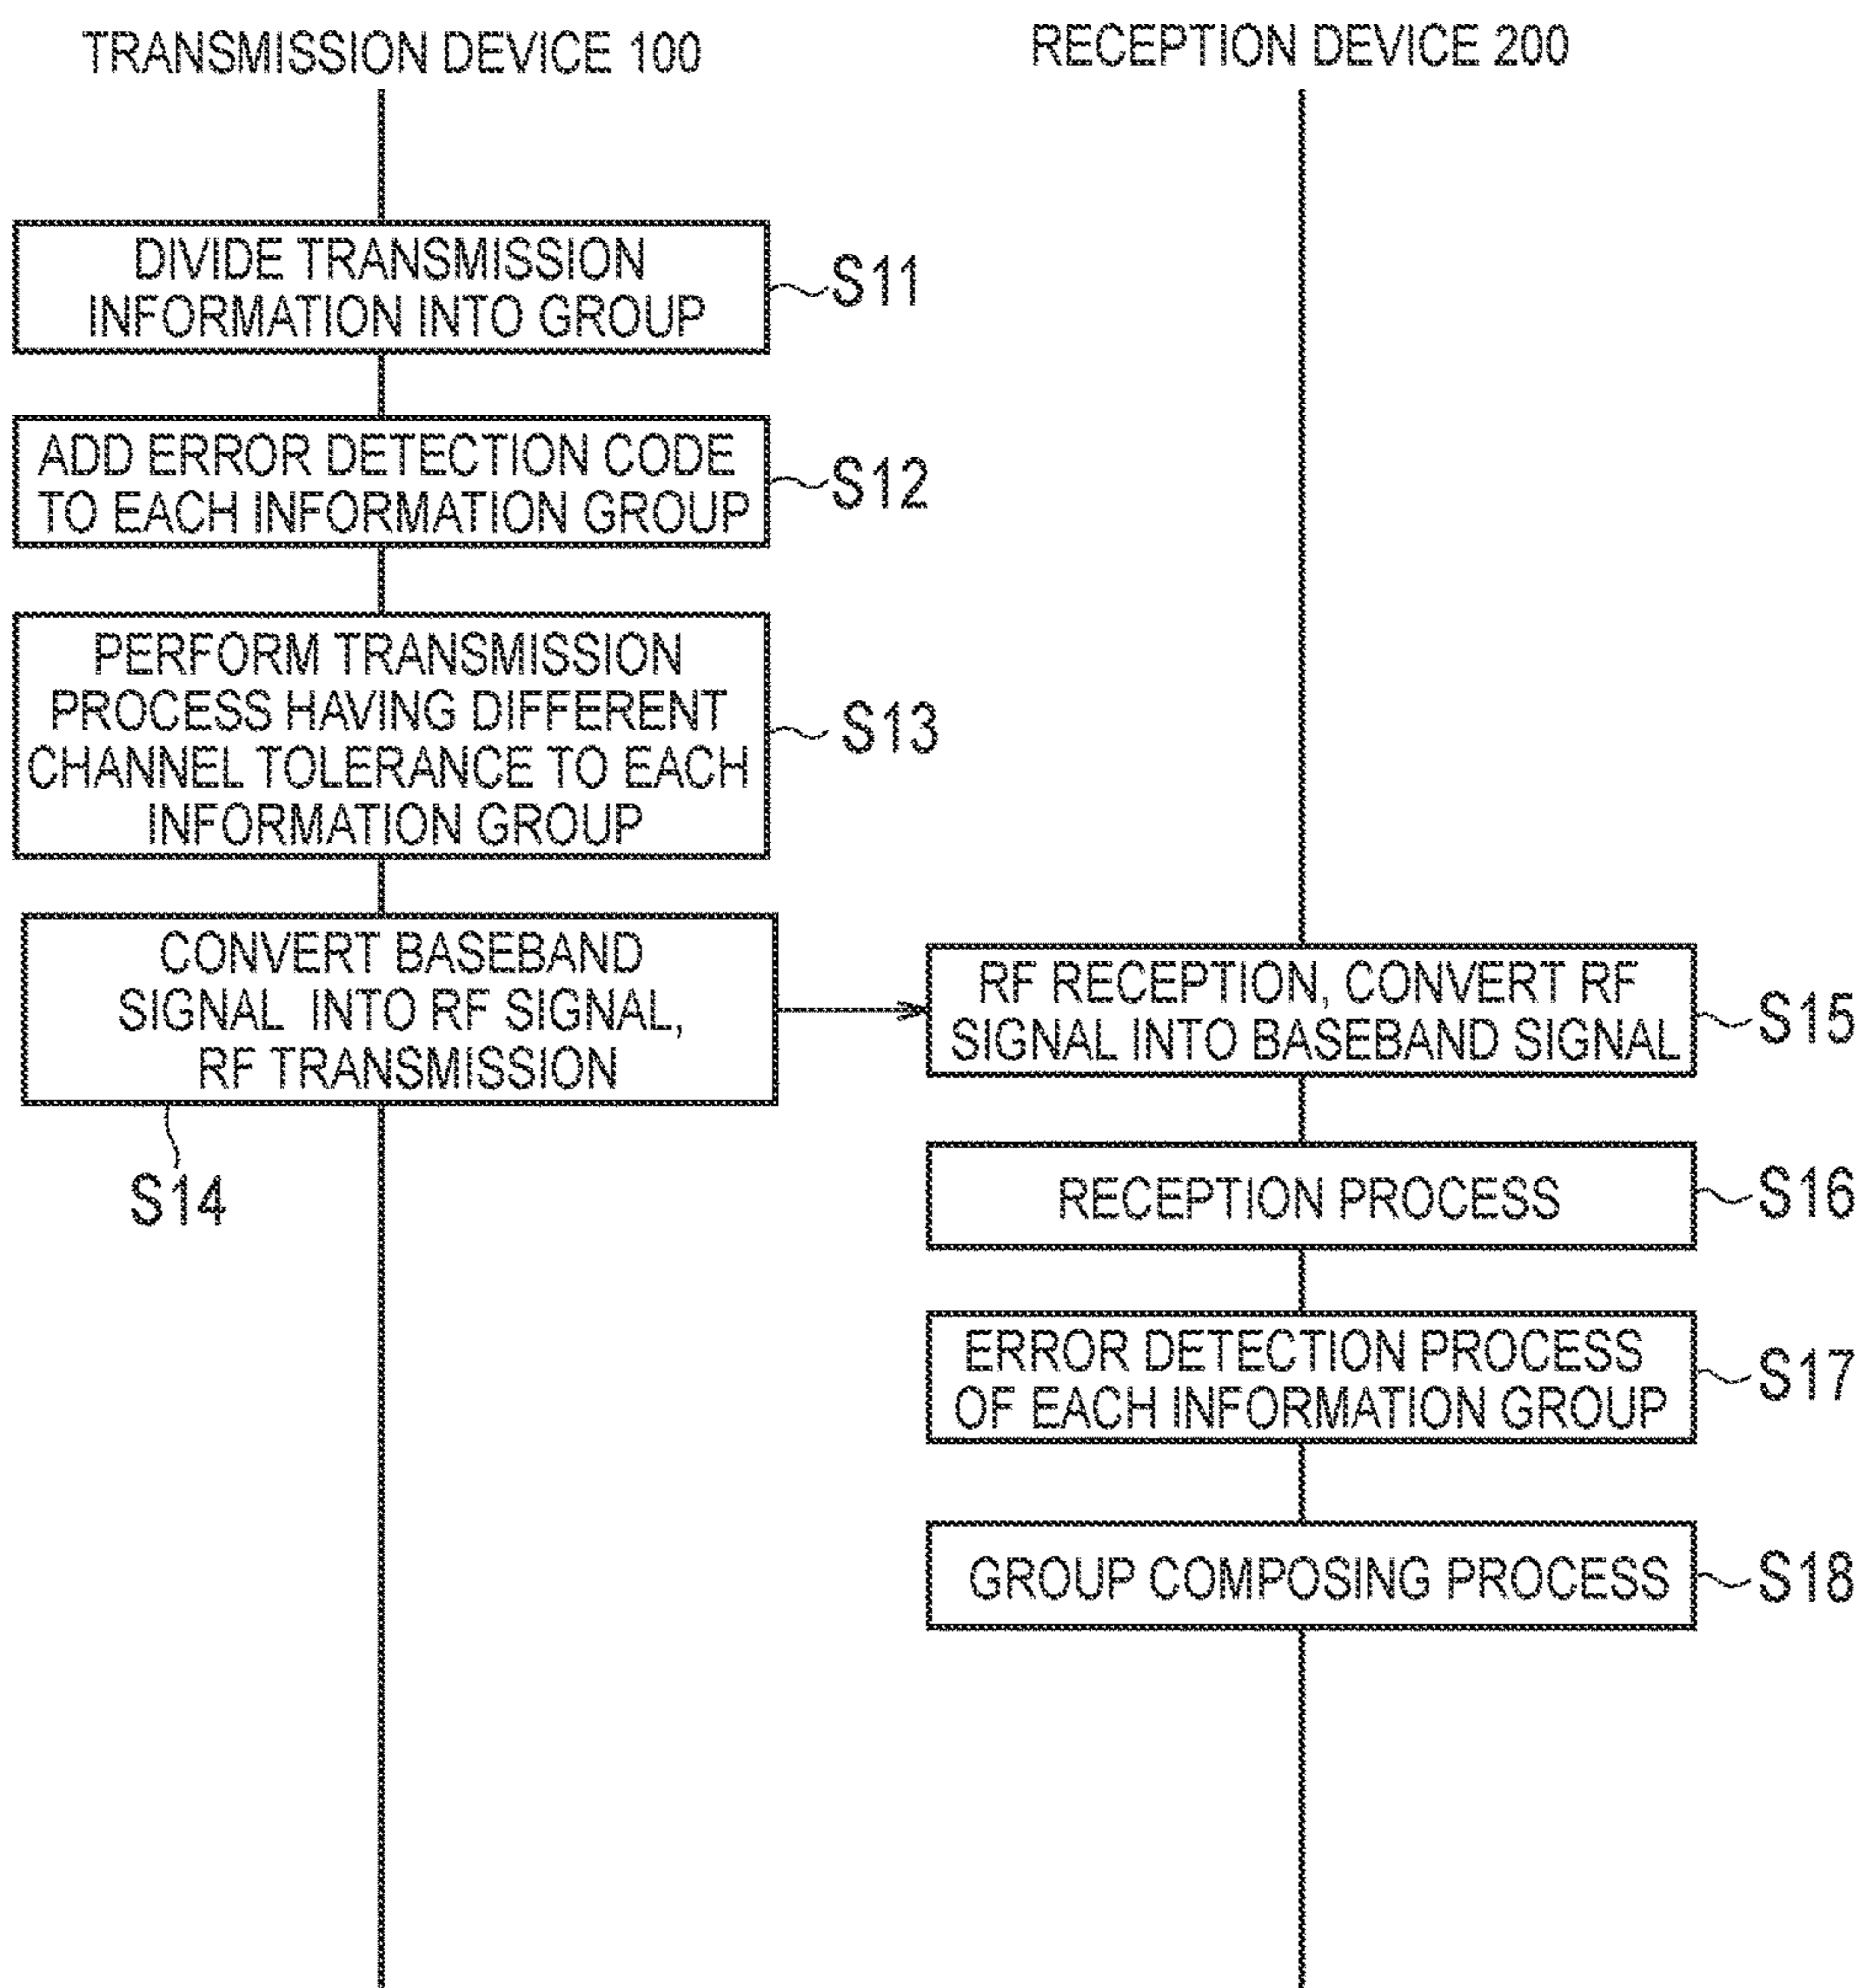 TRANSMISSION DEVICE 100
RECEPTION DEVICE 200
DIVIDE TRANSMISSION
INFORMATION INTO GROUP
S11
ADD ERROR DETECTION CODE
TO EACH INFORMATION GROUP
S12
PERFORM TRANSMISSION
PROCESS HAVING DIFFERENT
CHANNEL TOLERANCE TO EACH
INFORMATION GROUP
S13
CONVERT BASEBAND
SIGNAL INTO RF SIGNAL,
RF TRANSMISSION
S14
RF RECEPTION, CONVERT RF
SIGNAL INTO BASEBAND SIGNAL
S15
RECEPTION PROCESS
S16
ERROR DETECTION PROCESS
OF EACH INFORMATION GROUP
S17
GROUP COMPOSING PROCESS
S18